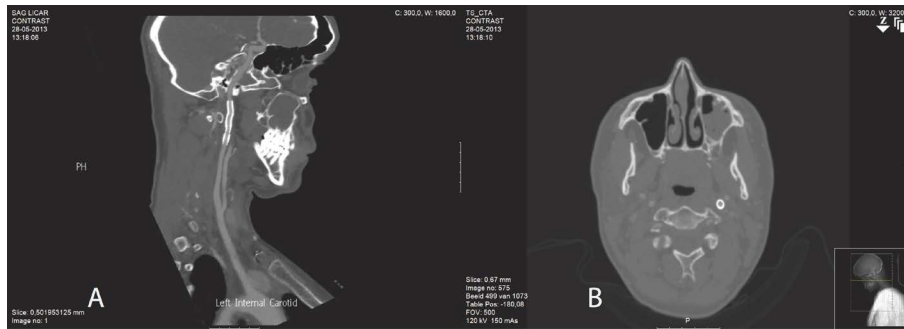 SAG LICAR
CONTRAST
28-05-2013
13:18:06
C: 300,0, W: 1600,0
PH
A
Left Internal Carotid
Slice: 0,501953125 mm
Image no: 1
TS_CTA
CONTRAST
28-05-2013
13:18:10
C: 300,0, W: 3200
Z
B
Slice: 0,67 mm
Image no: 575
Beeld 499 van 1073
Table Pos: -180,08
FOV: 500
120 kV 150 mAs
P